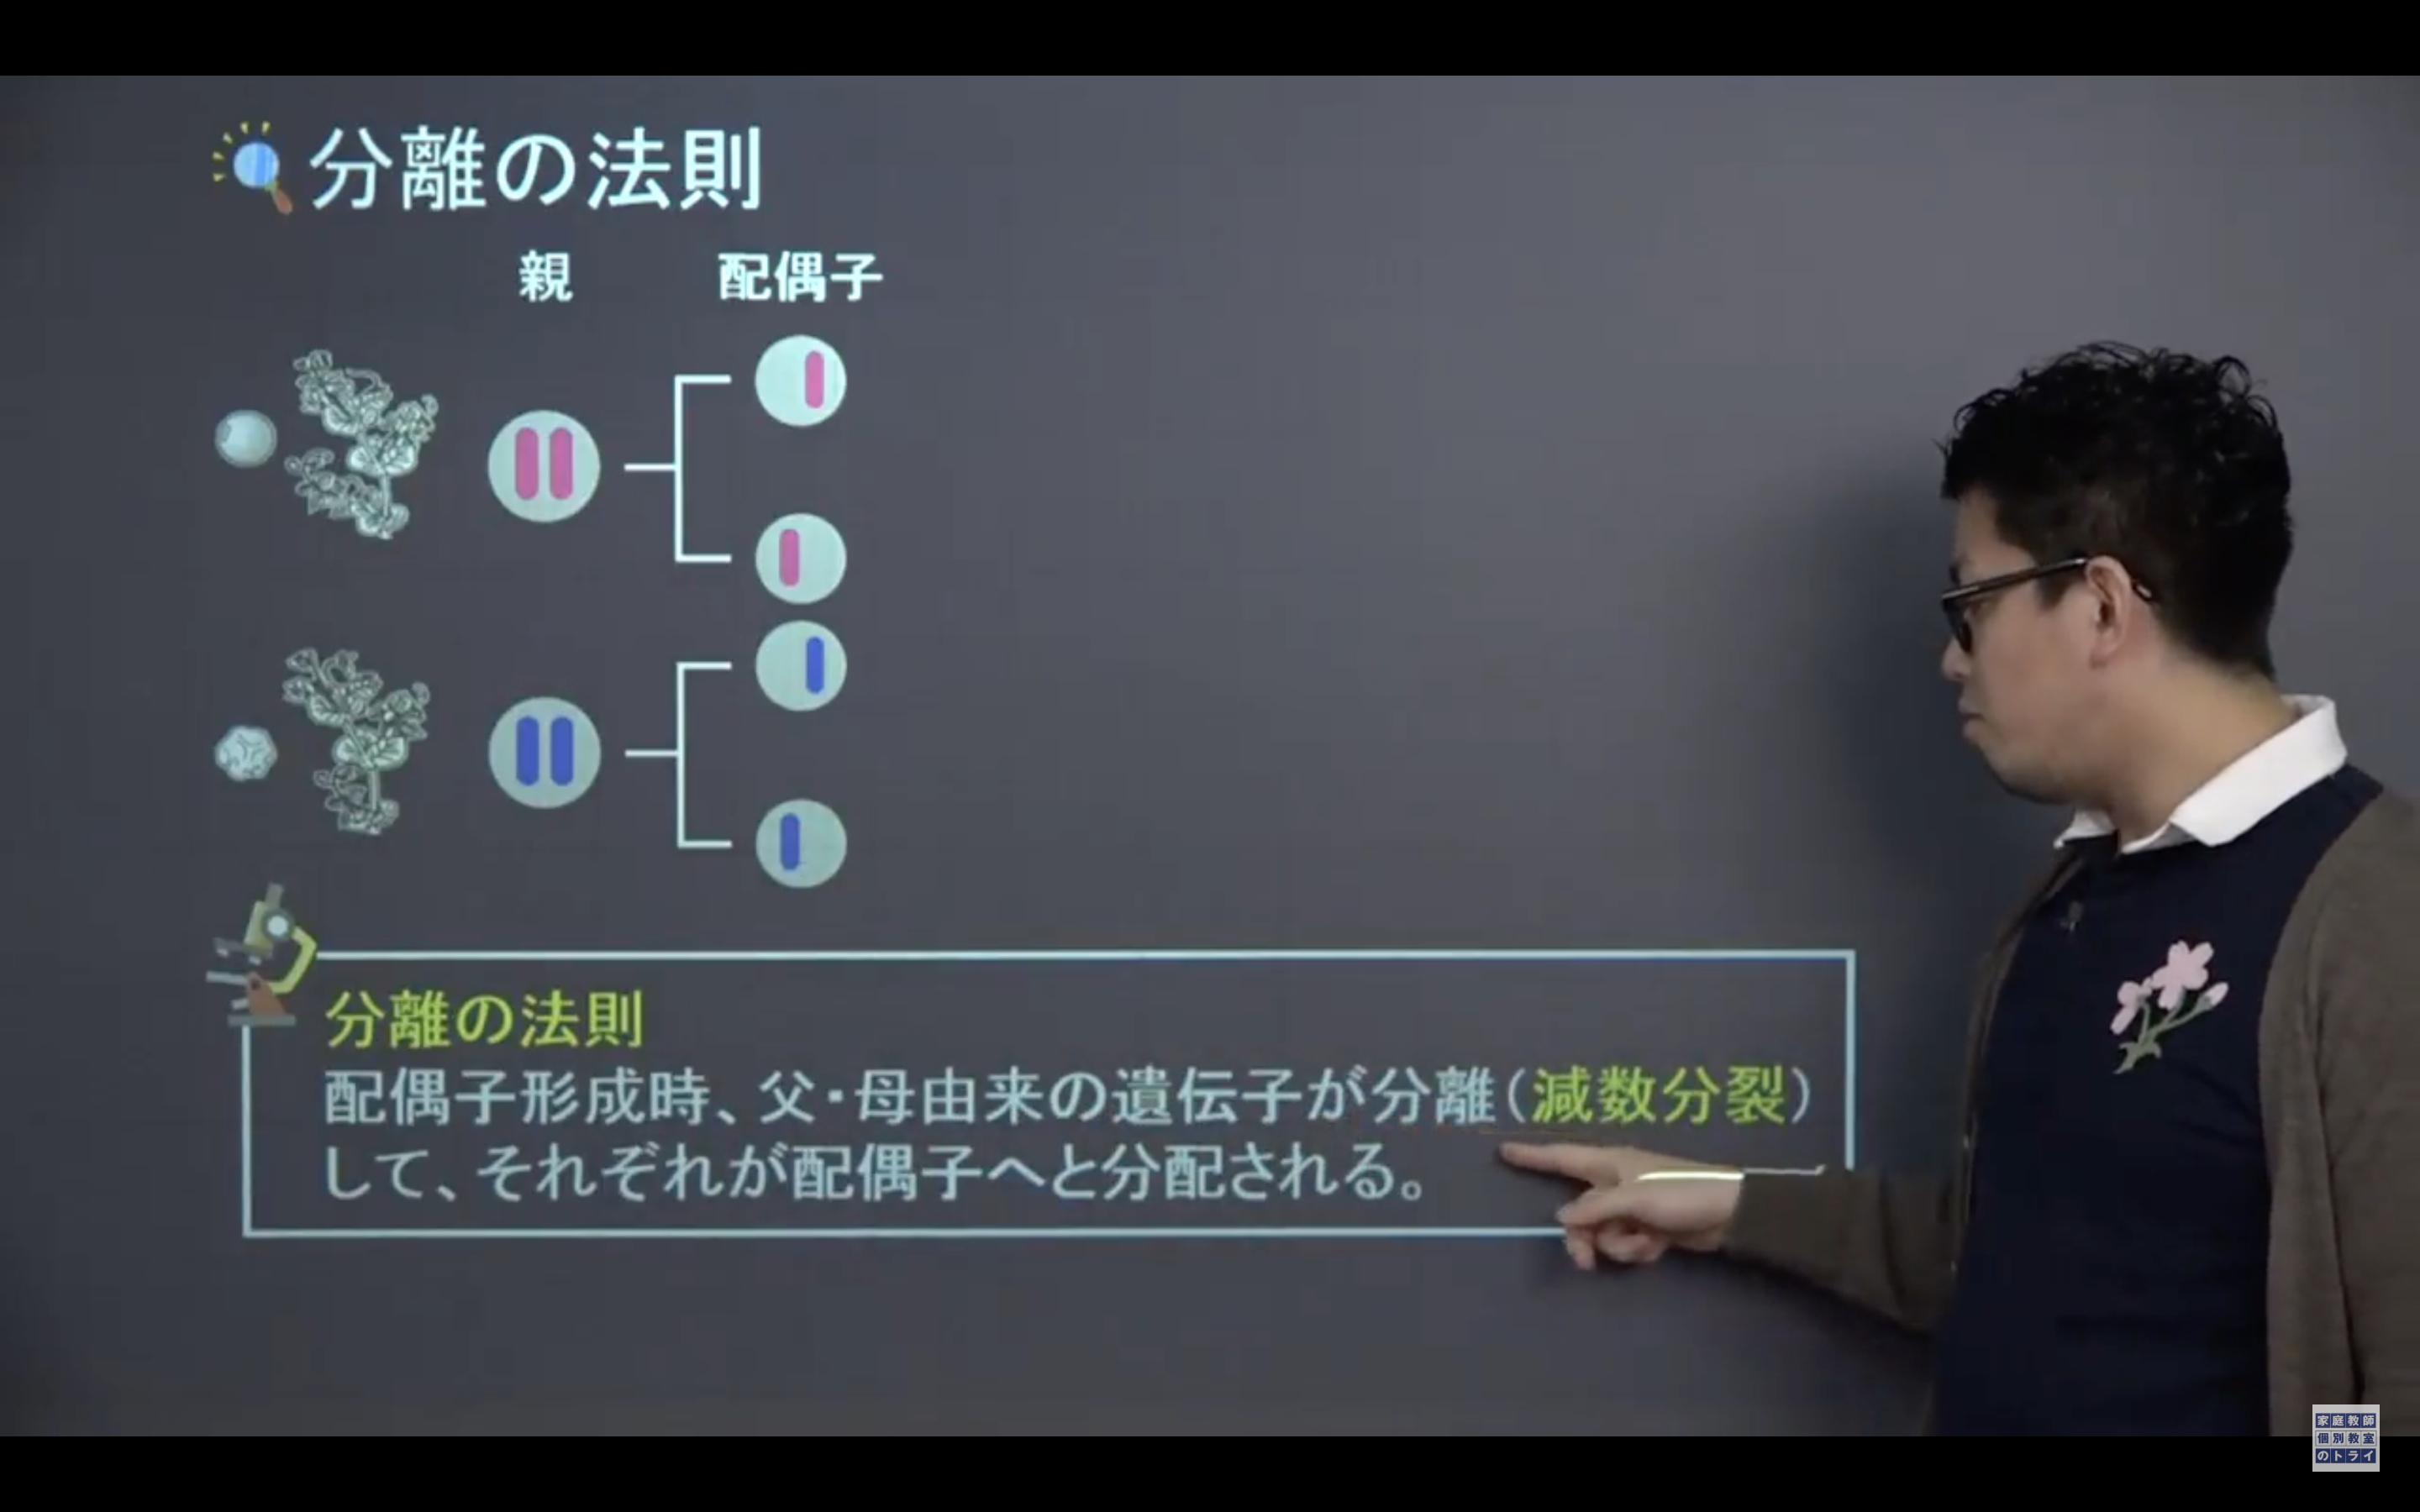 分離の法則
親 配偶子
分離の法則
配偶子形成時、父・母由来の遺伝子が分離(減数分裂)
して、それぞれが配偶子へと分配される。
家庭教師
個別教室
のトライ